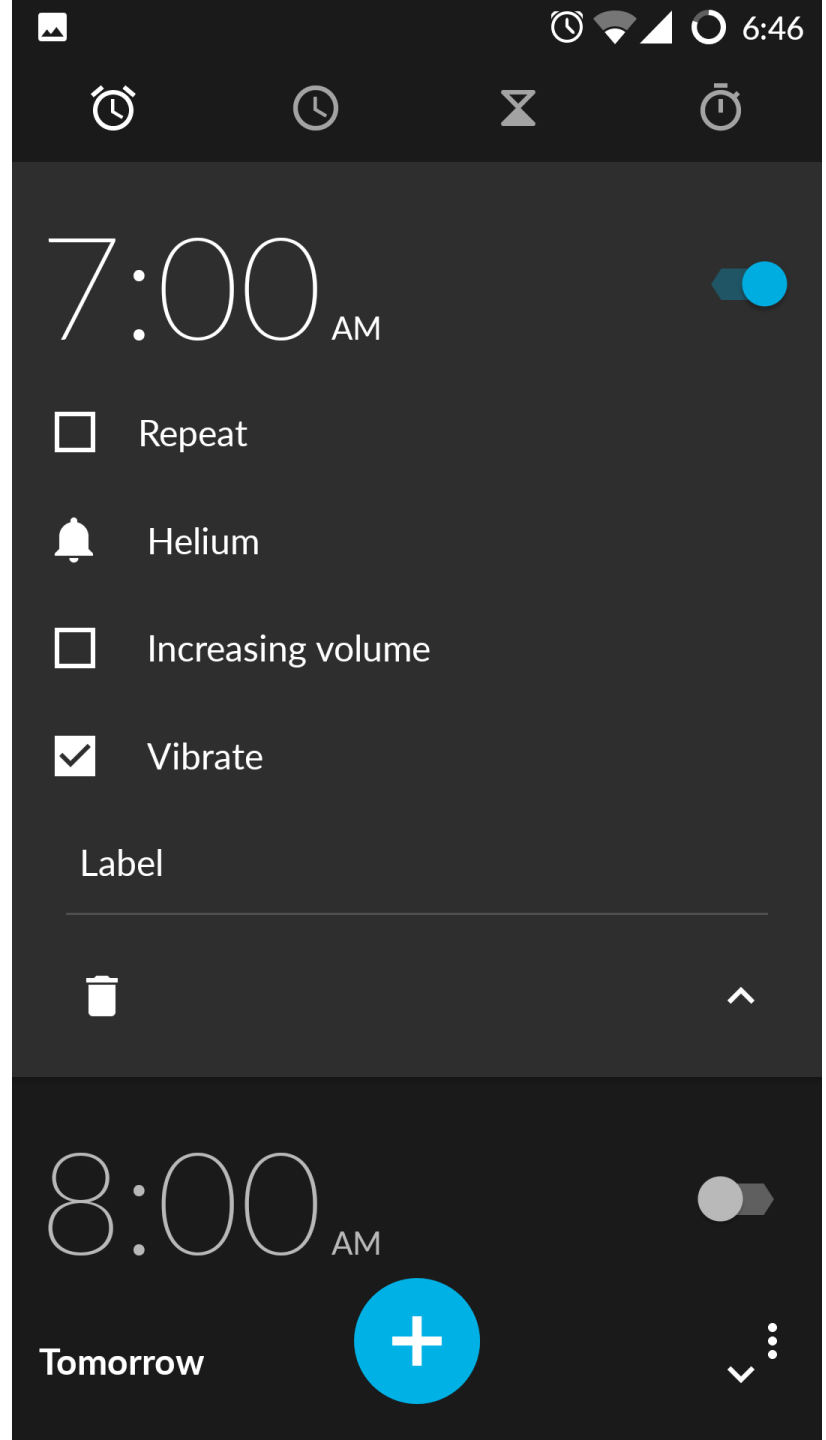 6:46
7:00 AM
Repeat
Helium
Increasing volume
Vibrate
Label
8:00 AM
Tomorrow